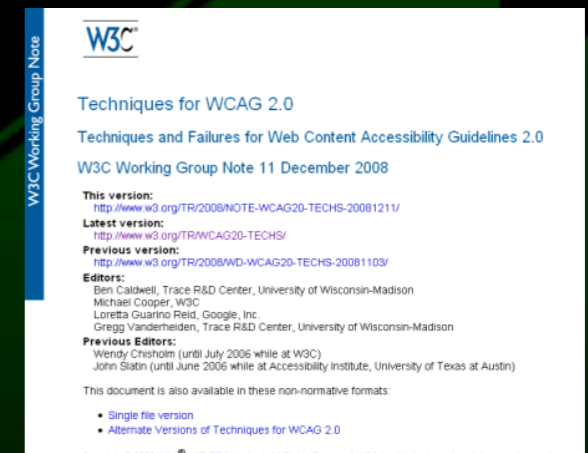 W3C Working Group Note
W3C®
Techniques for WCAG 2.0
Techniques and Failures for Web Content Accessibility Guidelines 2.0
W3C Working Group Note 11 December 2008
This version:
http://www.w3.org/TR/2008/NOTE-WCAG20-TECHS-20081211/
Latest version:
http://www.w3.org/TR/WCAG20-TECHS/
Previous version:
http://www.w3.org/TR/2008/WD-WCAG20-TECHS-20081103/
Editors:
Ben Caldwell, Trace R&D Center, University of Wisconsin-Madison
Michael Cooper, W3C
Loretta Guarino Reid, Google, Inc.
Gregg Vanderheiden, Trace R&D Center, University of Wisconsin-Madison
Previous Editors:
Wendy Chisholm (until July 2006 while at W3C)
John Slatin (until June 2006 while at Accessibility Institute, University of Texas at Austin)
This document is also available in these non-normative formats:
• Single file version
• Alternate Versions of Techniques for WCAG 2.0